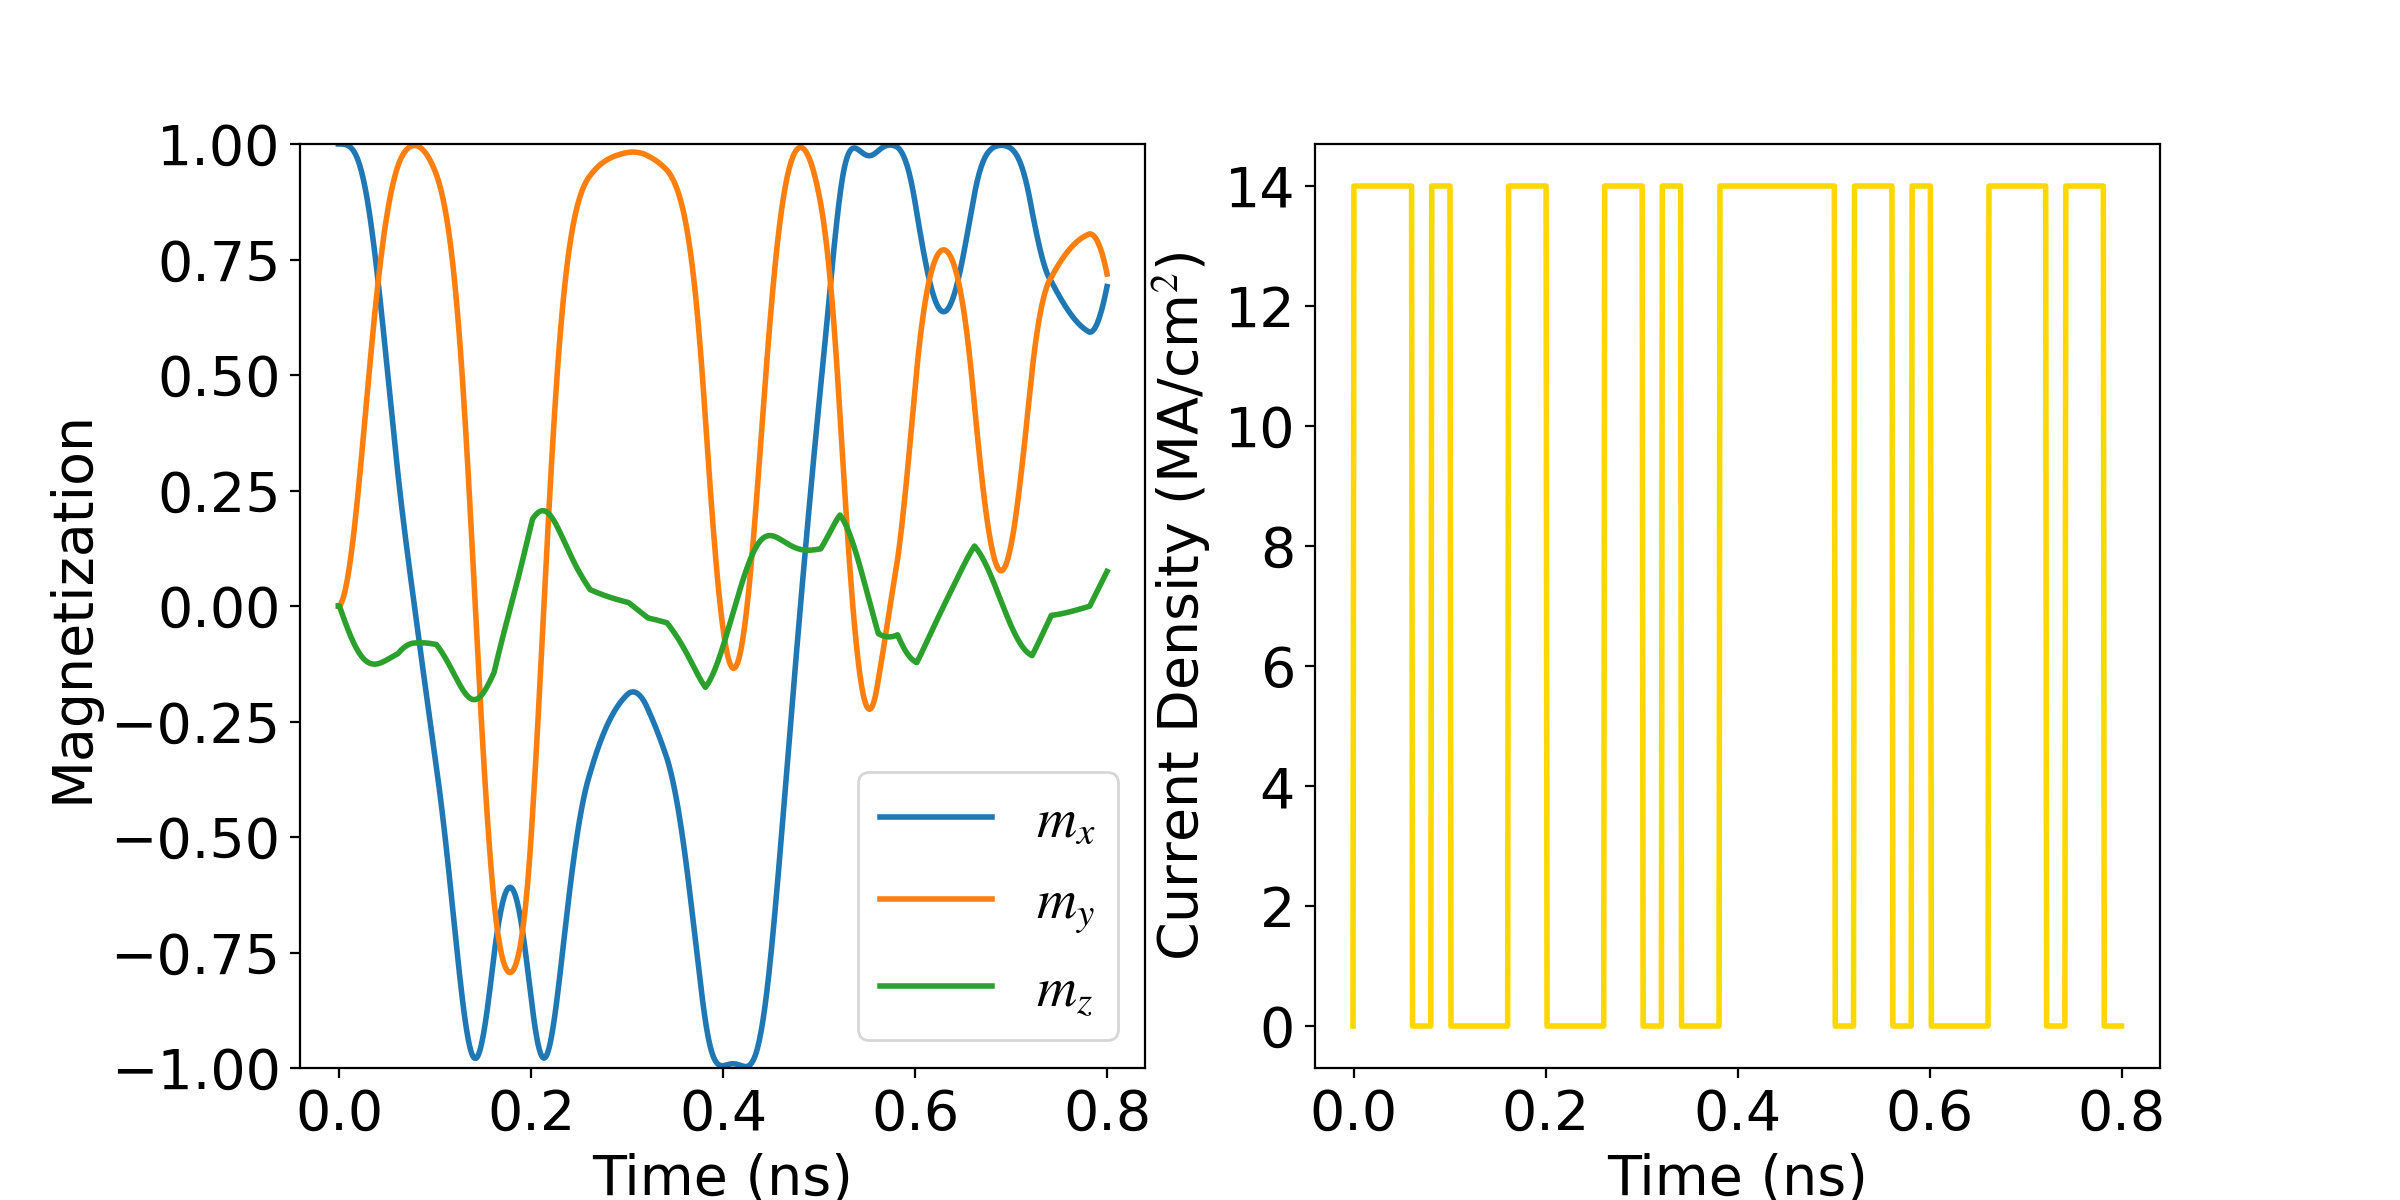 Magnetization
1.00
0.75
0.50
0.25
0.00
−0.25
−0.50
−0.75
−1.00
0.0 0.2 0.4 0.6 0.8
Time (ns)
m_x
m_y
m_z
Current Density (MA/cm²)
14
12
10
8
6
4
2
0
0.0 0.2 0.4 0.6 0.8
Time (ns)